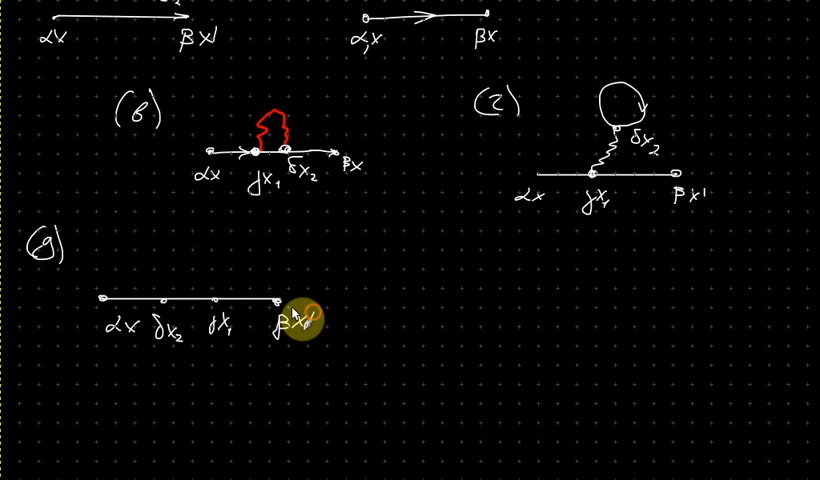 αx βx'
α,x βx
(в)
αx γx₁ δx₂ βx
(г)
δx₂
αx γx₁ βx'
(д)
αx δx₂ γx₁ βx'